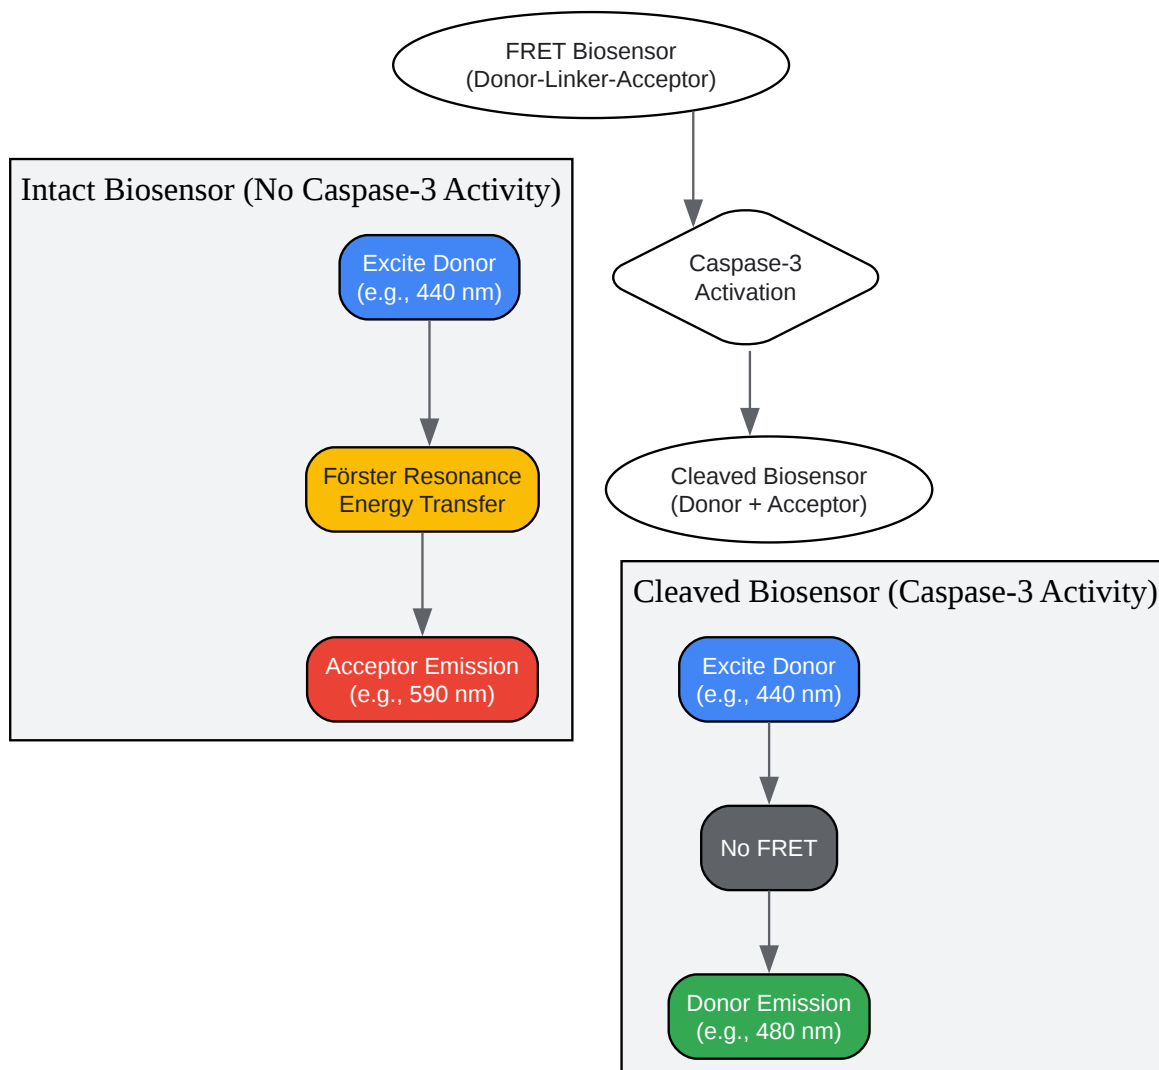 FRET Biosensor
(Donor-Linker-Acceptor)
Intact Biosensor (No Caspase-3 Activity)
Excite Donor
(e.g., 440 nm)
Förster Resonance
Energy Transfer
Acceptor Emission
(e.g., 590 nm)
Caspase-3
Activation
Cleaved Biosensor
(Donor + Acceptor)
Cleaved Biosensor (Caspase-3 Activity)
Excite Donor
(e.g., 440 nm)
No FRET
Donor Emission
(e.g., 480 nm)